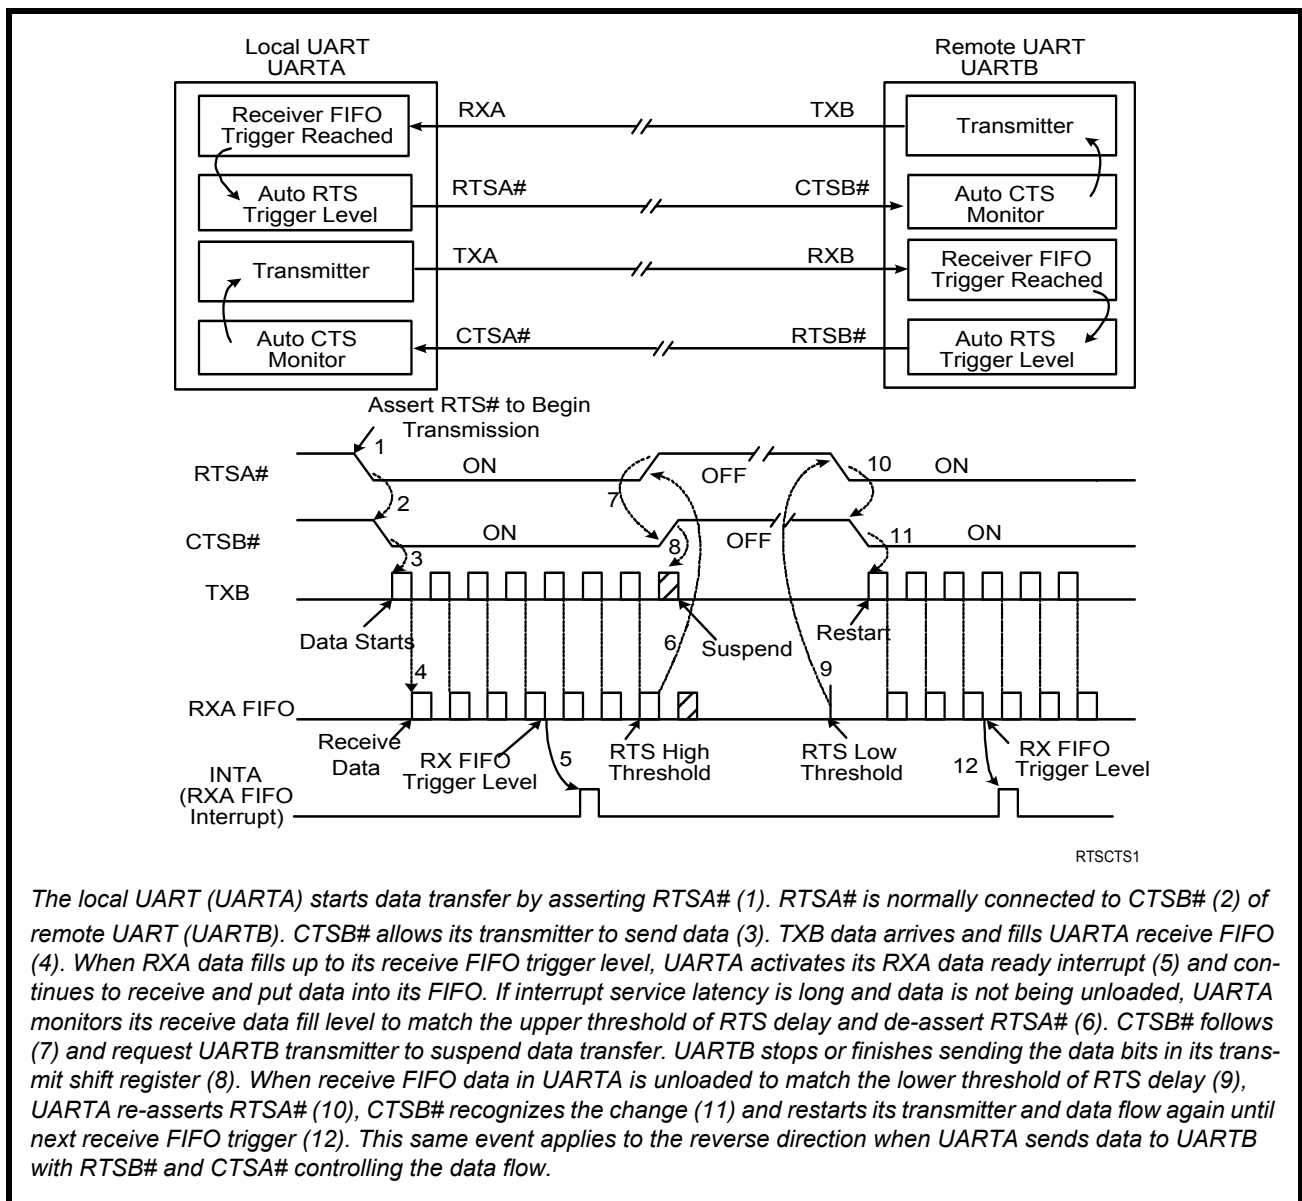 Local UART
UARTA
Remote UART
UARTB
Receiver FIFO
Trigger Reached
RXA
TXB
Transmitter
Auto RTS
Trigger Level
RTSA#
CTSB#
Auto CTS
Monitor
Transmitter
TXA
RXB
Receiver FIFO
Trigger Reached
Auto CTS
Monitor
CTSA#
RTSB#
Auto RTS
Trigger Level
Assert RTS# to Begin
Transmission
1
RTSA#
ON
OFF
10
ON
2
7
CTSB#
ON
OFF
11
ON
3
8
TXB
Data Starts
6
Suspend
Restart
4
9
RXA FIFO
Receive
Data
RX FIFO
Trigger Level
5
RTS High
Threshold
RTS Low
Threshold
12
RX FIFO
Trigger Level
INTA
(RXA FIFO
Interrupt)
RTSCTS1
The local UART (UARTA) starts data transfer by asserting RTSA# (1). RTSA# is normally connected to CTSB# (2) of
remote UART (UARTB). CTSB# allows its transmitter to send data (3). TXB data arrives and fills UARTA receive FIFO
(4). When RXA data fills up to its receive FIFO trigger level, UARTA activates its RXA data ready interrupt (5) and con-
tinues to receive and put data into its FIFO. If interrupt service latency is long and data is not being unloaded, UARTA
monitors its receive data fill level to match the upper threshold of RTS delay and de-assert RTSA# (6). CTSB# follows
(7) and request UARTB transmitter to suspend data transfer. UARTB stops or finishes sending the data bits in its trans-
mit shift register (8). When receive FIFO data in UARTA is unloaded to match the lower threshold of RTS delay (9),
UARTA re-asserts RTSA# (10), CTSB# recognizes the change (11) and restarts its transmitter and data flow again until
next receive FIFO trigger (12). This same event applies to the reverse direction when UARTA sends data to UARTB
with RTSB# and CTSA# controlling the data flow.